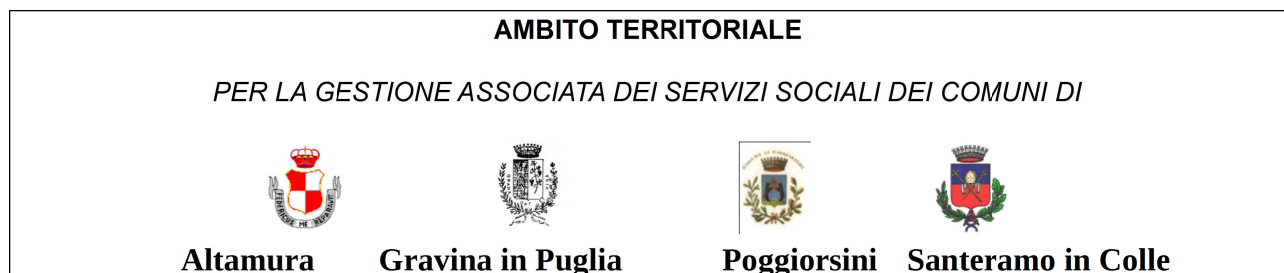 AMBITO TERRITORIALE
PER LA GESTIONE ASSOCIATA DEI SERVIZI SOCIALI DEI COMUNI DI
Altamura Gravina in Puglia Poggiorsini Santeramo in Colle